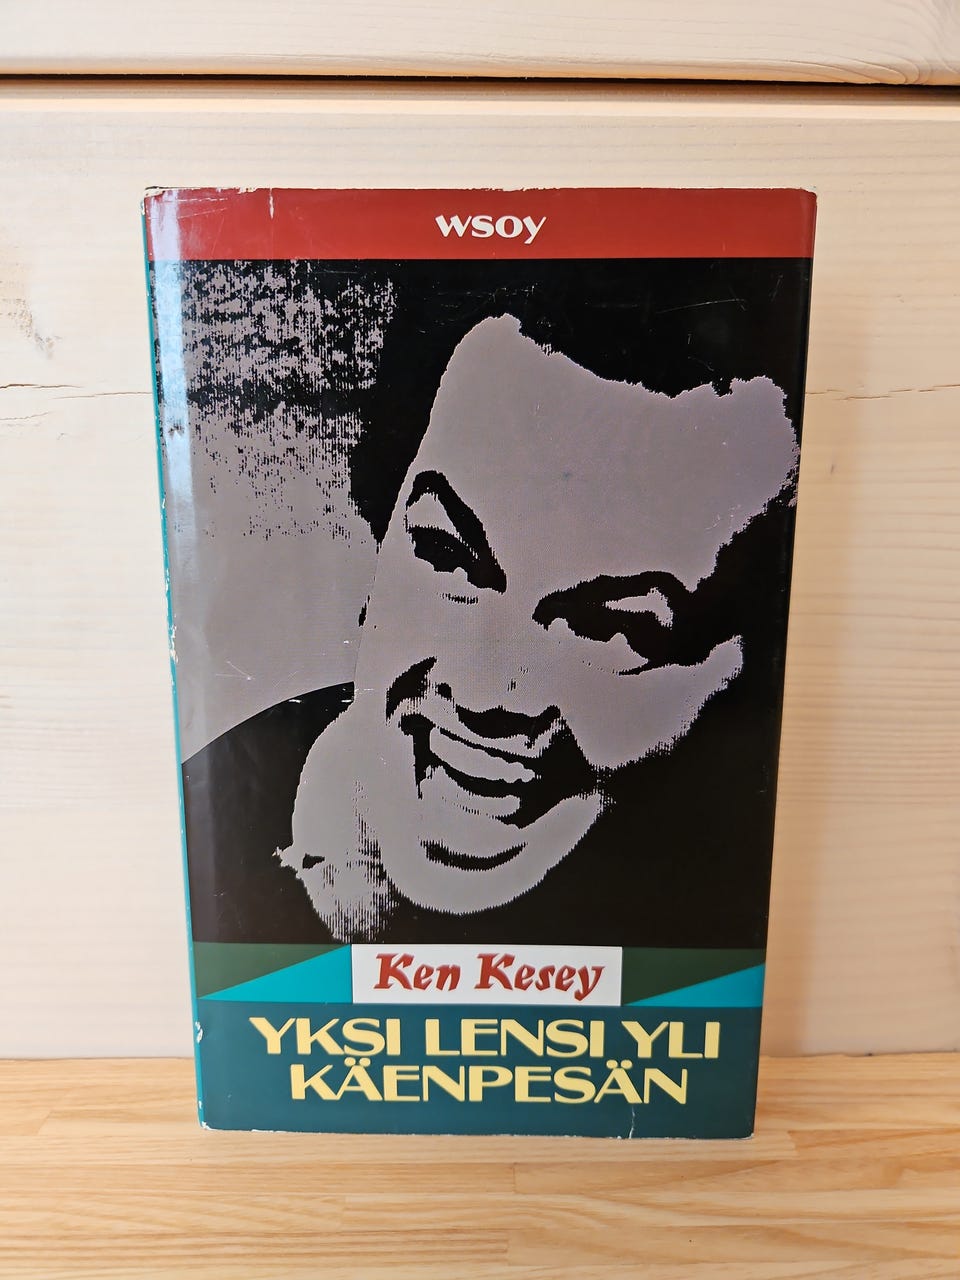 wsoy
Ken Kesey
YKSI LENSI YLI
KÄENPESÄN